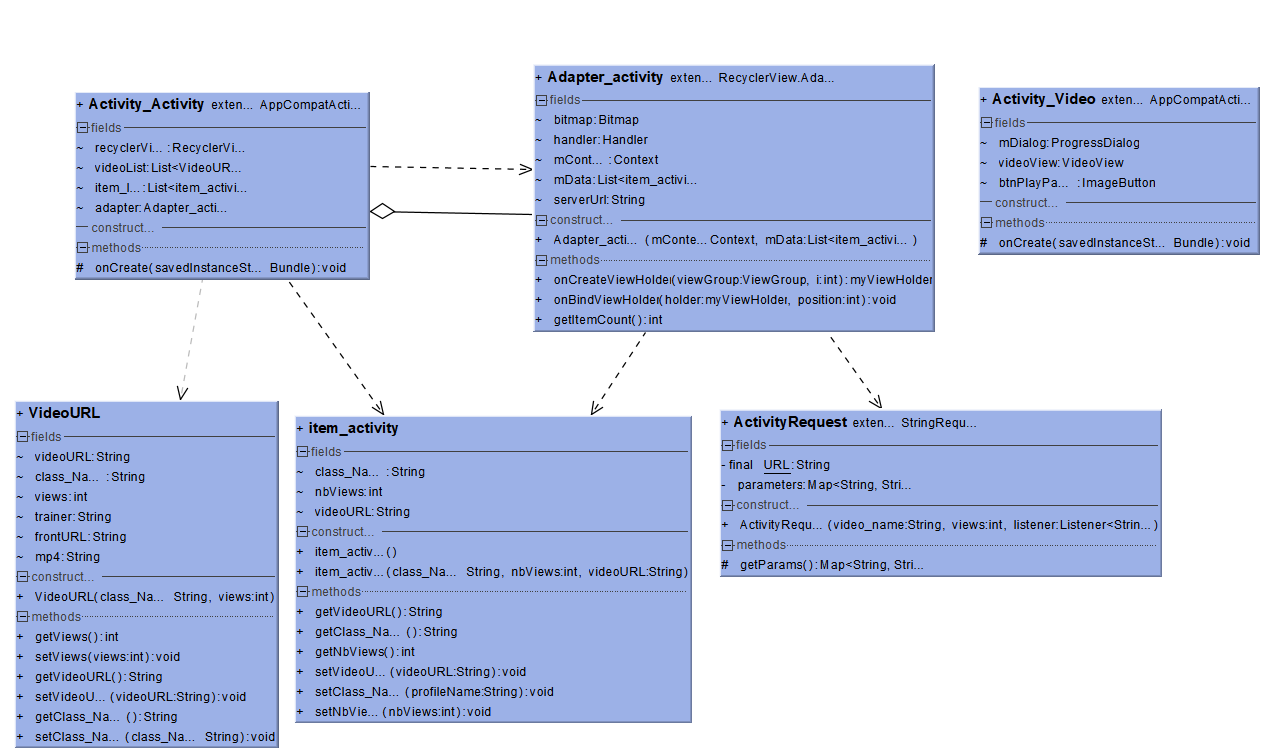 + Activity_Activity exten... AppCompatActi...
fields
~ recyclerVi... :RecyclerVi...
~ videoList:List<VideoUR...
~ item_l...:List<item_activi...
~ adapter:Adapter_acti...
construct...
methods
# onCreate(savedInstanceSt... Bundle):void
+ Adapter_activity exten... RecyclerView.Ada...
fields
~ bitmap:Bitmap
~ handler:Handler
~ mCont... :Context
~ mData:List<item_activi...
~ serverUrl:String
construct...
+ Adapter_acti... (mConte...Context, mData:List<item_activi... )
methods
+ onCreateViewHolder(viewGroup:ViewGroup, i:int):myViewHolder
+ onBindViewHolder(holder:myViewHolder, position:int):void
+ getItemCount():int
+ Activity_Video exten... AppCompatActi...
fields
~ mDialog:ProgressDialog
~ videoView:VideoView
~ btnPlayPa... :ImageButton
construct...
methods
# onCreate(savedInstanceSt... Bundle):void
+ VideoURL
fields
~ videoURL:String
~ class_Na... :String
~ views:int
~ trainer:String
~ frontURL:String
~ mp4:String
construct...
+ VideoURL(class_Na... String, views:int)
methods
+ getViews():int
+ setViews(views:int):void
+ getVideoURL():String
+ setVideoU... (videoURL:String):void
+ getClass_Na... ():String
+ setClass_Na... (class_Na... String):void
+ item_activity
fields
~ class_Na... :String
~ nbViews:int
~ videoURL:String
construct...
+ item_activ...()
+ item_activ...(class_Na... String, nbViews:int, videoURL:String)
methods
+ getVideoURL():String
+ getClass_Na... ():String
+ getNbViews():int
+ setVideoU... (videoURL:String):void
+ setClass_Na... (profileName:String):void
+ setNbVie... (nbViews:int):void
+ ActivityRequest exten... StringRequ...
fields
- final URL:String
- parameters:Map<String, Stri...
construct...
+ ActivityRequ... (video_name:String, views:int, listener:Listener<Strin... )
methods
# getParams():Map<String, Stri...